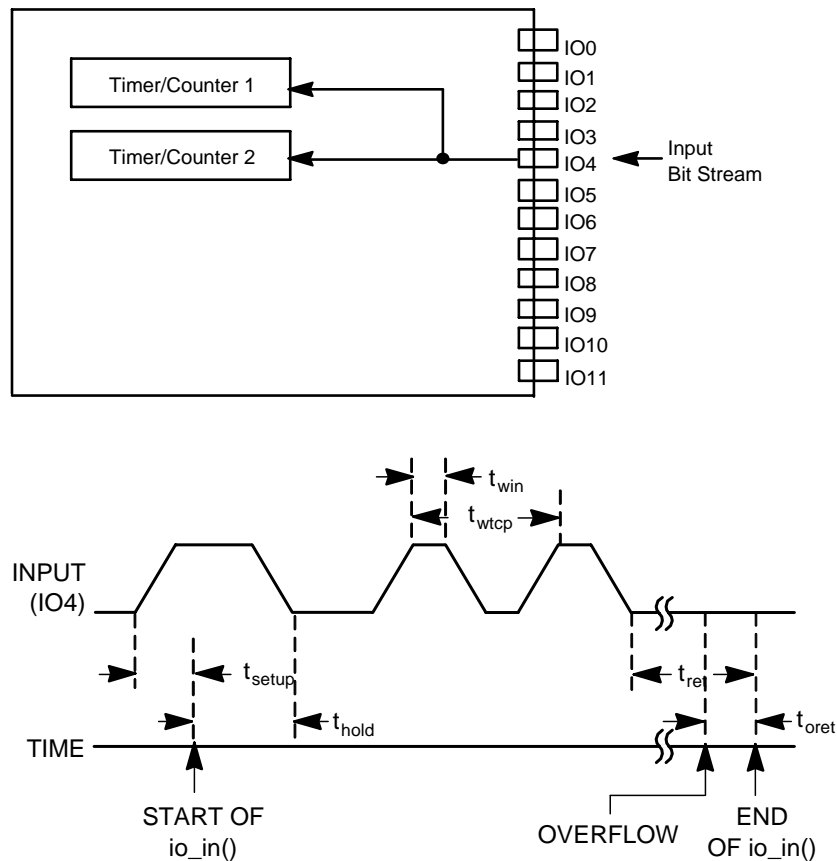 IO0
Timer/Counter 1
IO1
IO2
IO3
Timer/Counter 2
IO4
Input
Bit Stream
IO5
IO6
IO7
IO8
IO9
IO10
IO11
twin
twtcp
INPUT
(IO4)
tsetup
tret
thold
toret
TIME
START OF
io_in()
OVERFLOW
END
OF io_in()